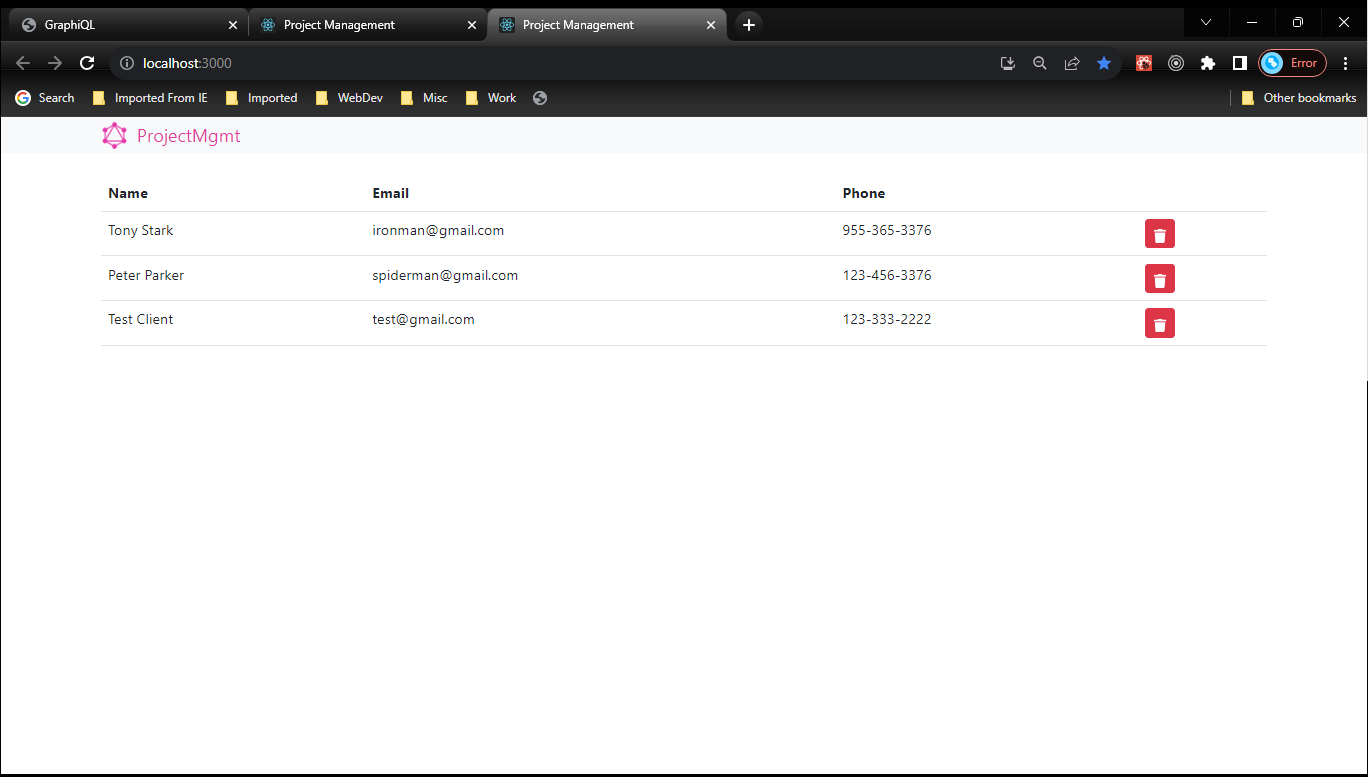 GraphiQL Project Management Project Management
localhost:3000 Error
Search Imported From IE Imported WebDev Misc Work Other bookmarks
ProjectMgmt
Name Email Phone
Tony Stark ironman@gmail.com 955-365-3376
Peter Parker spiderman@gmail.com 123-456-3376
Test Client test@gmail.com 123-333-2222